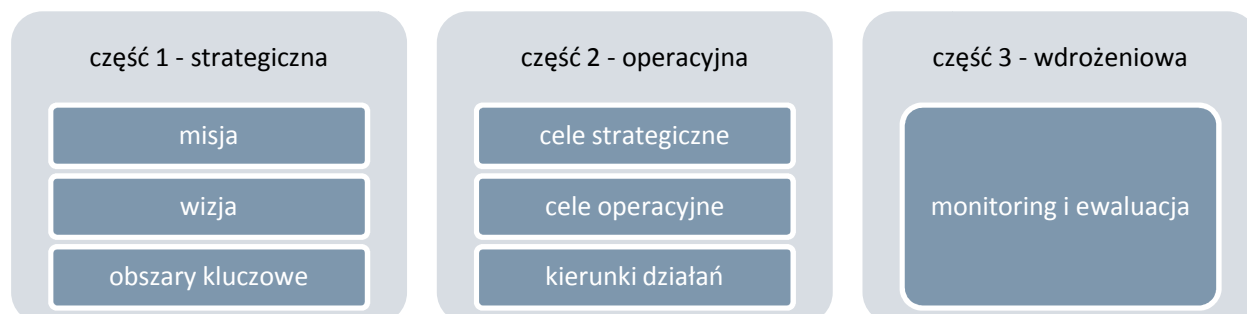 część 1 - strategiczna
misja
wizja
obszary kluczowe
część 2 - operacyjna
cele strategiczne
cele operacyjne
kierunki działań
część 3 - wdrożeniowa
monitoring i ewaluacja